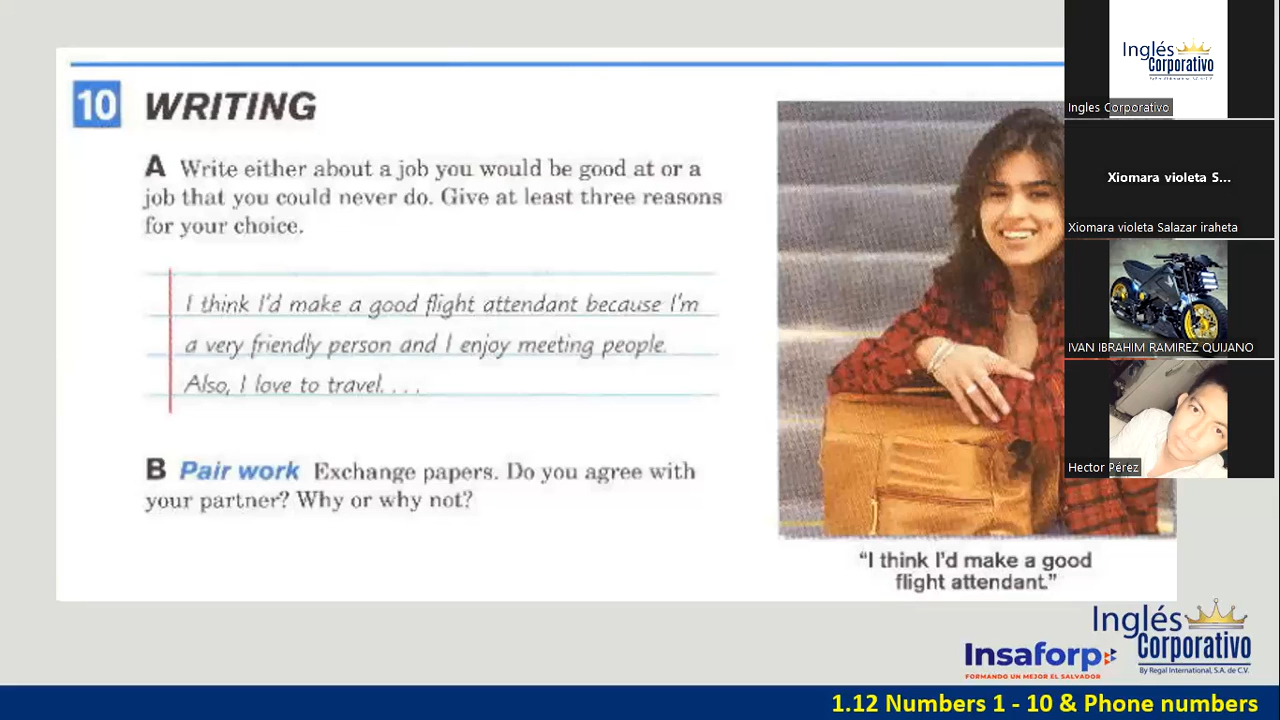 10 WRITING
A Write either about a job you would be good at or a
job that you could never do. Give at least three reasons
for your choice.
I think I'd make a good flight attendant because I'm
a very friendly person and I enjoy meeting people.
Also, I love to travel. . . .
B Pair work Exchange papers. Do you agree with
your partner? Why or why not?
"I think I'd make a good
flight attendant."
Inglés
Corporativo
Ingles Corporativo
Xiomara violeta S...
Xiomara violeta Salazar iraheta
IVAN IBRAHIM RAMIREZ QUIJANO
Hector Pérez
Insaforp
FORMANDO UN MEJOR EL SALVADOR
Inglés
Corporativo
By Regal International, S.A. de C.V.
1.12 Numbers 1 - 10 & Phone numbers